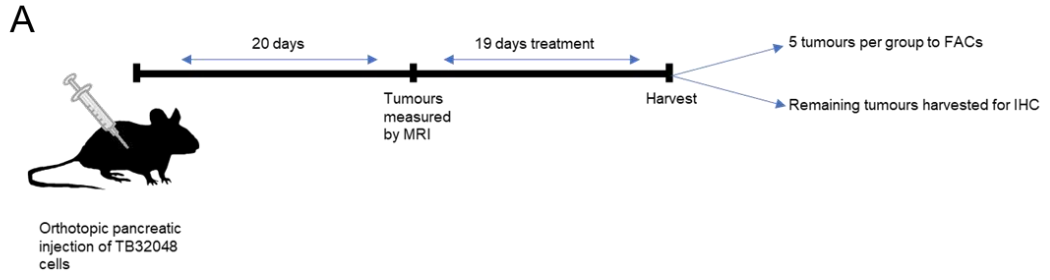 A
20 days
19 days treatment
5 tumours per group to FACs
Tumours
measured
by MRI
Harvest
Remaining tumours harvested for IHC
Orthotopic pancreatic
injection of TB32048
cells